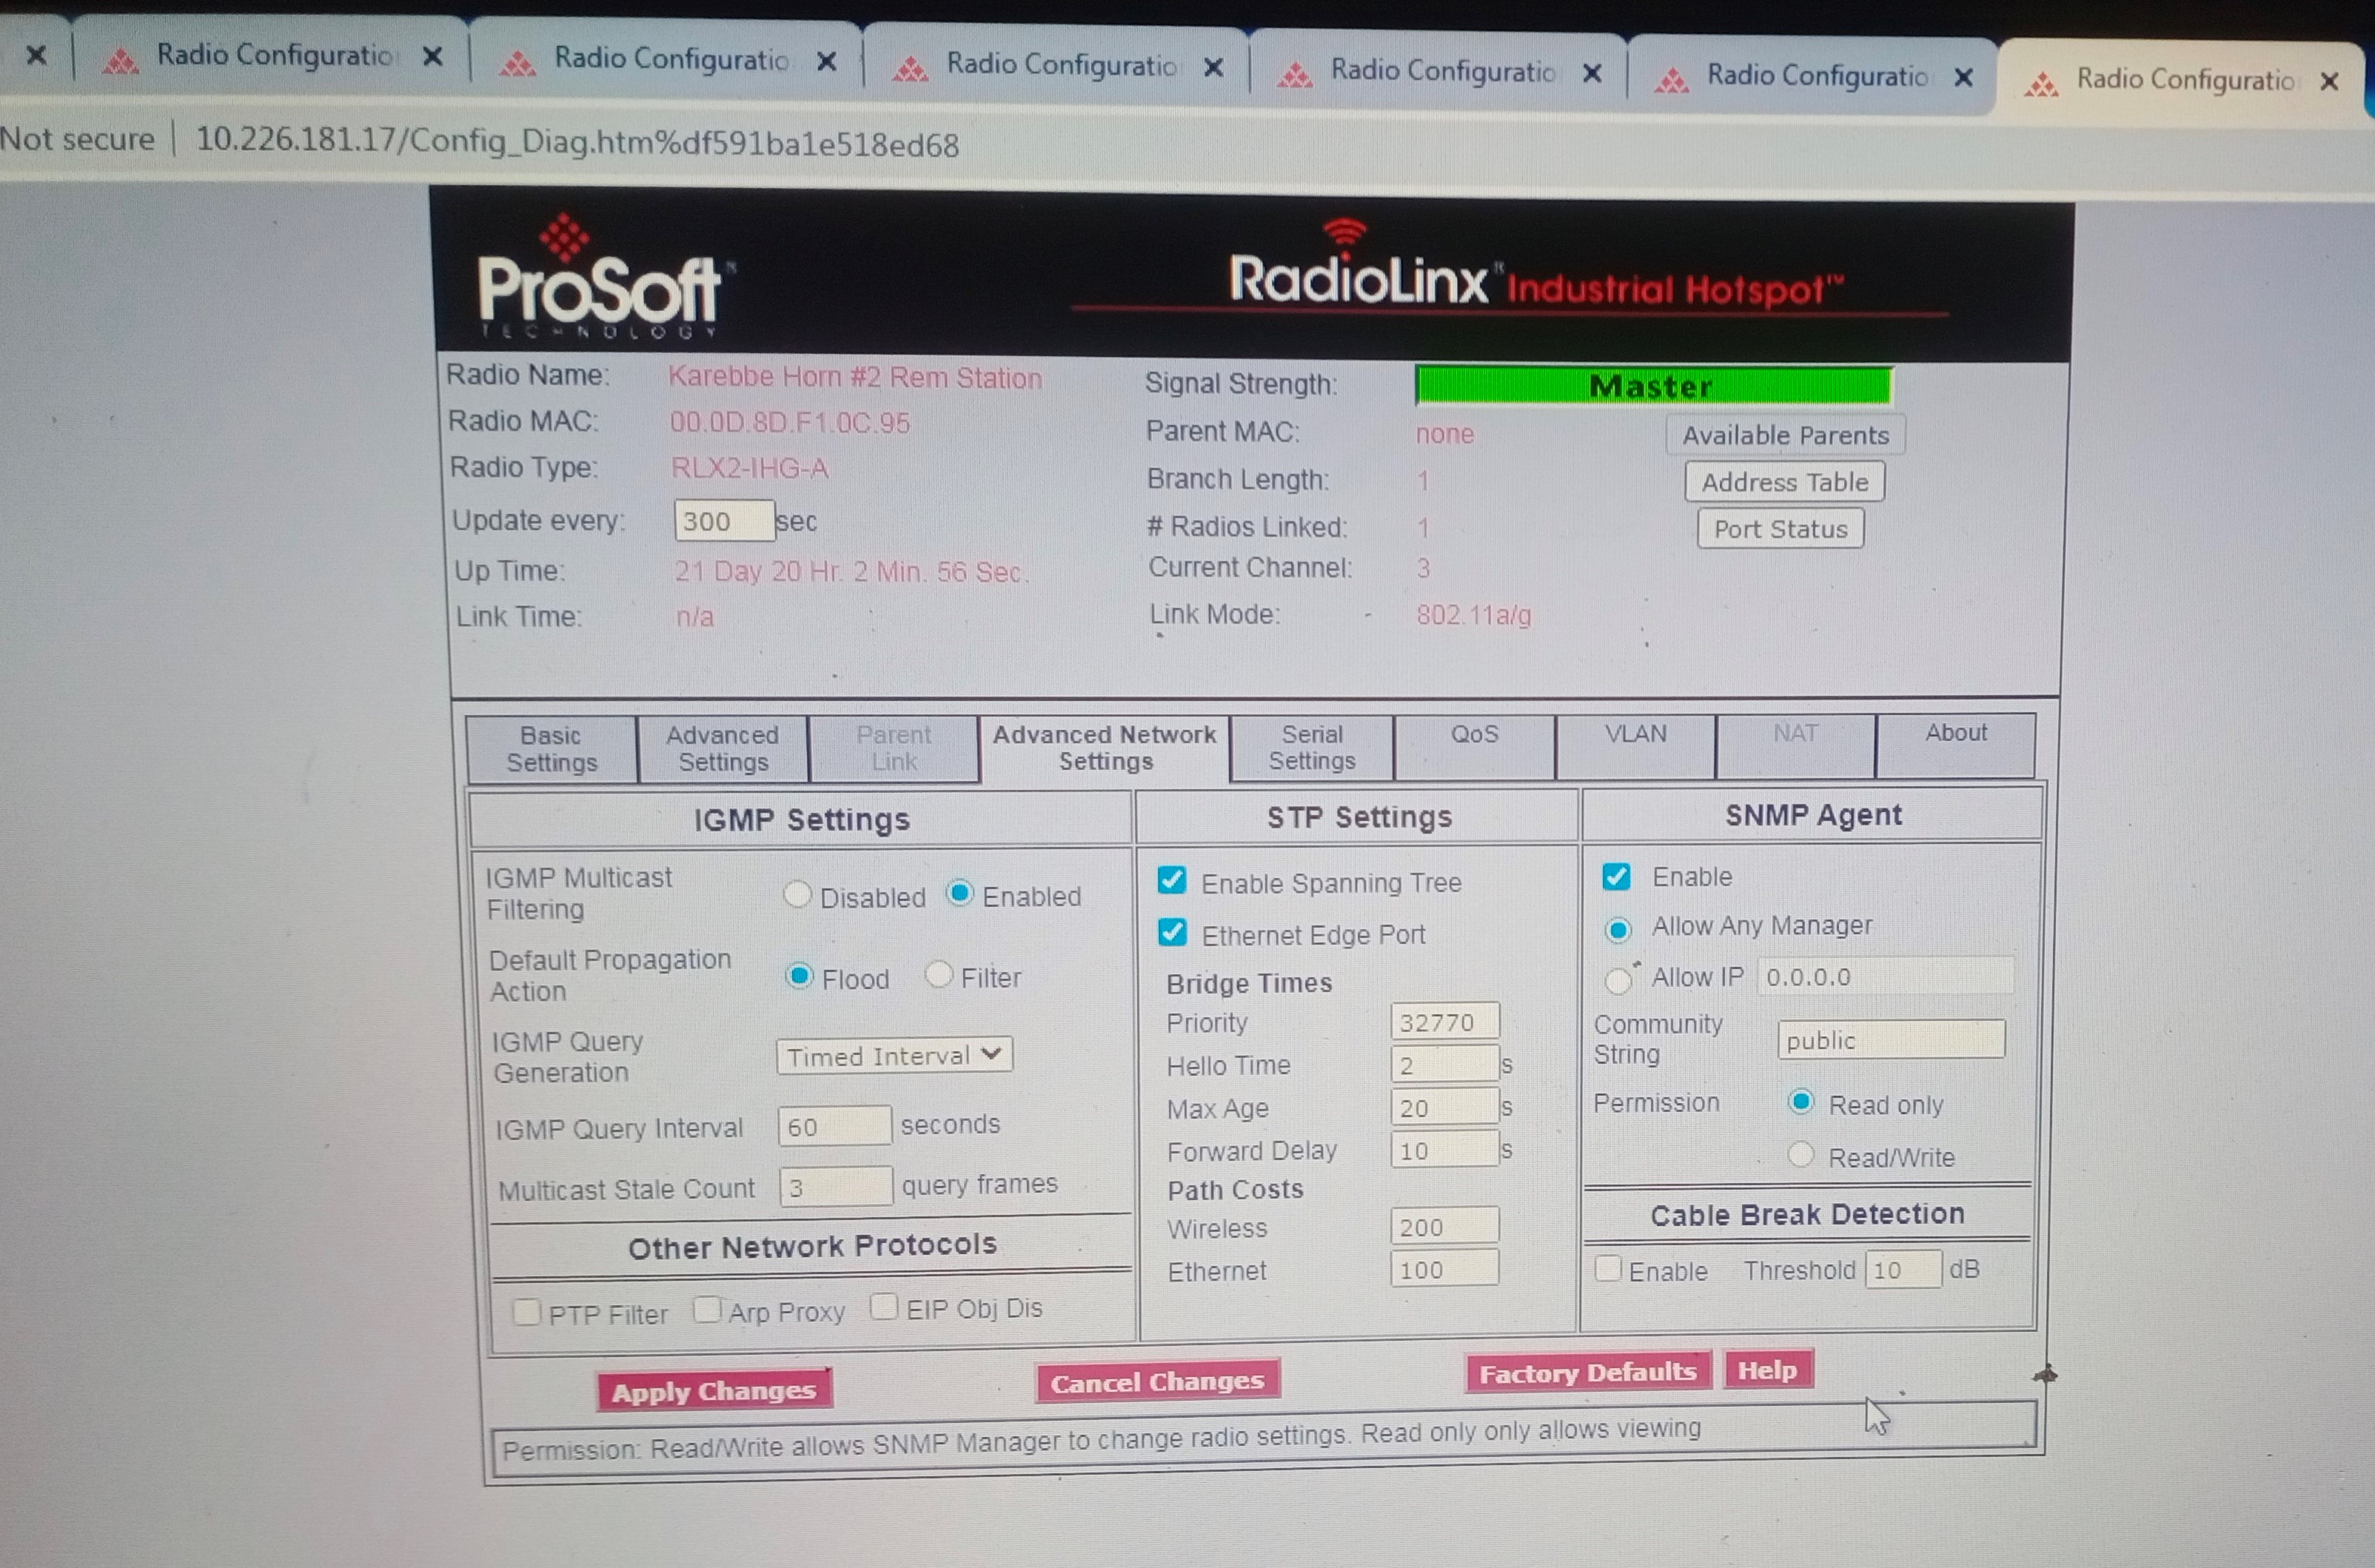 Radio Configuratio
Radio Configuratio
Radio Configuratio
Radio Configuratio
Radio Configuratio
Radio Configuratio
Not secure | 10.226.181.17/Config_Diag.htm%df591ba1e518ed68
ProSoft
TECHNOLOGY
RadioLinx® Industrial Hotspot™
Radio Name: Karebbe Horn #2 Rem Station
Signal Strength: Master
Radio MAC: 00.0D.8D.F1.0C.95
Parent MAC: none Available Parents
Radio Type: RLX2-IHG-A
Branch Length: 1 Address Table
Update every: 300 sec
# Radios Linked: 1 Port Status
Up Time: 21 Day 20 Hr. 2 Min. 56 Sec.
Current Channel: 3
Link Time: n/a
Link Mode: 802.11a/g
Basic Settings
Advanced Settings
Parent Link
Advanced Network Settings
Serial Settings
QoS
VLAN
NAT
About
IGMP Settings
IGMP Multicast Filtering Disabled Enabled
Default Propagation Action Flood Filter
IGMP Query Generation Timed Interval
IGMP Query Interval 60 seconds
Multicast Stale Count 3 query frames
Other Network Protocols
PTP Filter Arp Proxy EIP Obj Dis
STP Settings
Enable Spanning Tree
Ethernet Edge Port
Bridge Times
Priority 32770
Hello Time 2 s
Max Age 20 s
Forward Delay 10 s
Path Costs
Wireless 200
Ethernet 100
SNMP Agent
Enable
Allow Any Manager
Allow IP 0.0.0.0
Community String public
Permission Read only
Read/Write
Cable Break Detection
Enable Threshold 10 dB
Apply Changes
Cancel Changes
Factory Defaults
Help
Permission: Read/Write allows SNMP Manager to change radio settings. Read only only allows viewing